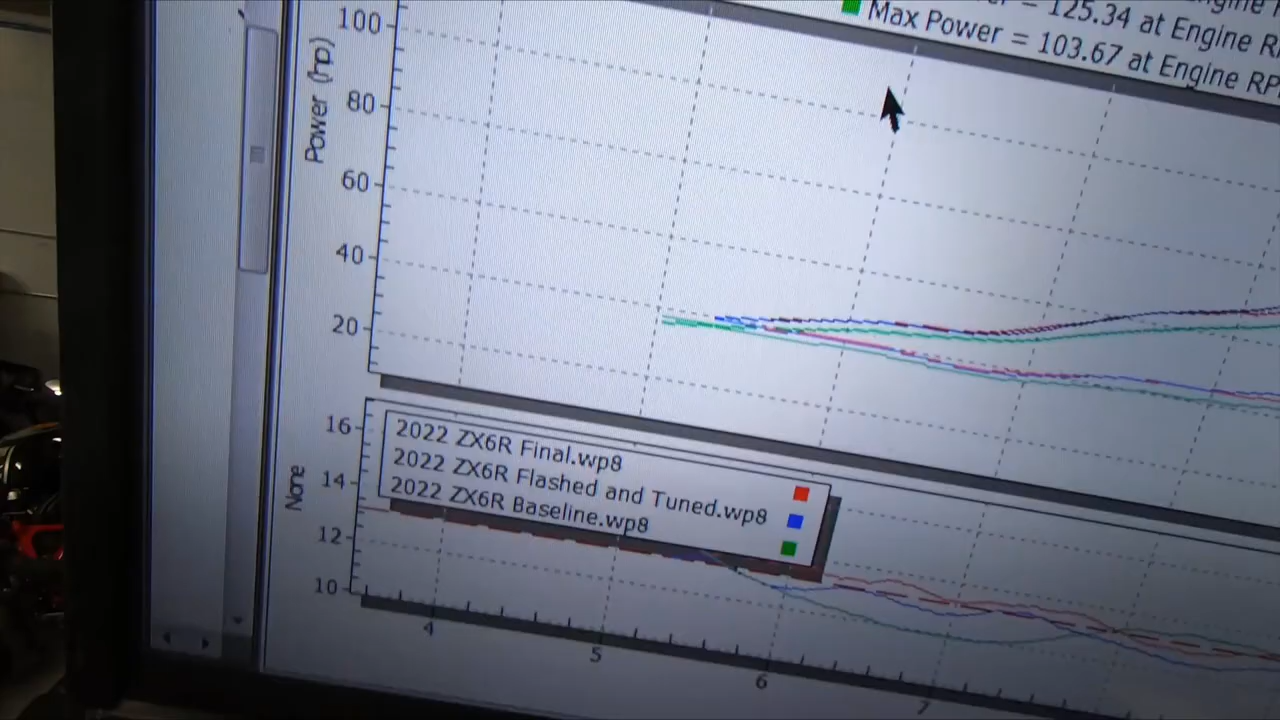 = 125.34 at Engine
Max Power = 103.67 at Engine
Power (hp)
100
80
60
40
20
16
14
12
10
None
2022 ZX6R Final.wp8
2022 ZX6R Flashed and Tuned.wp8
2022 ZX6R Baseline.wp8
4
5
6
7